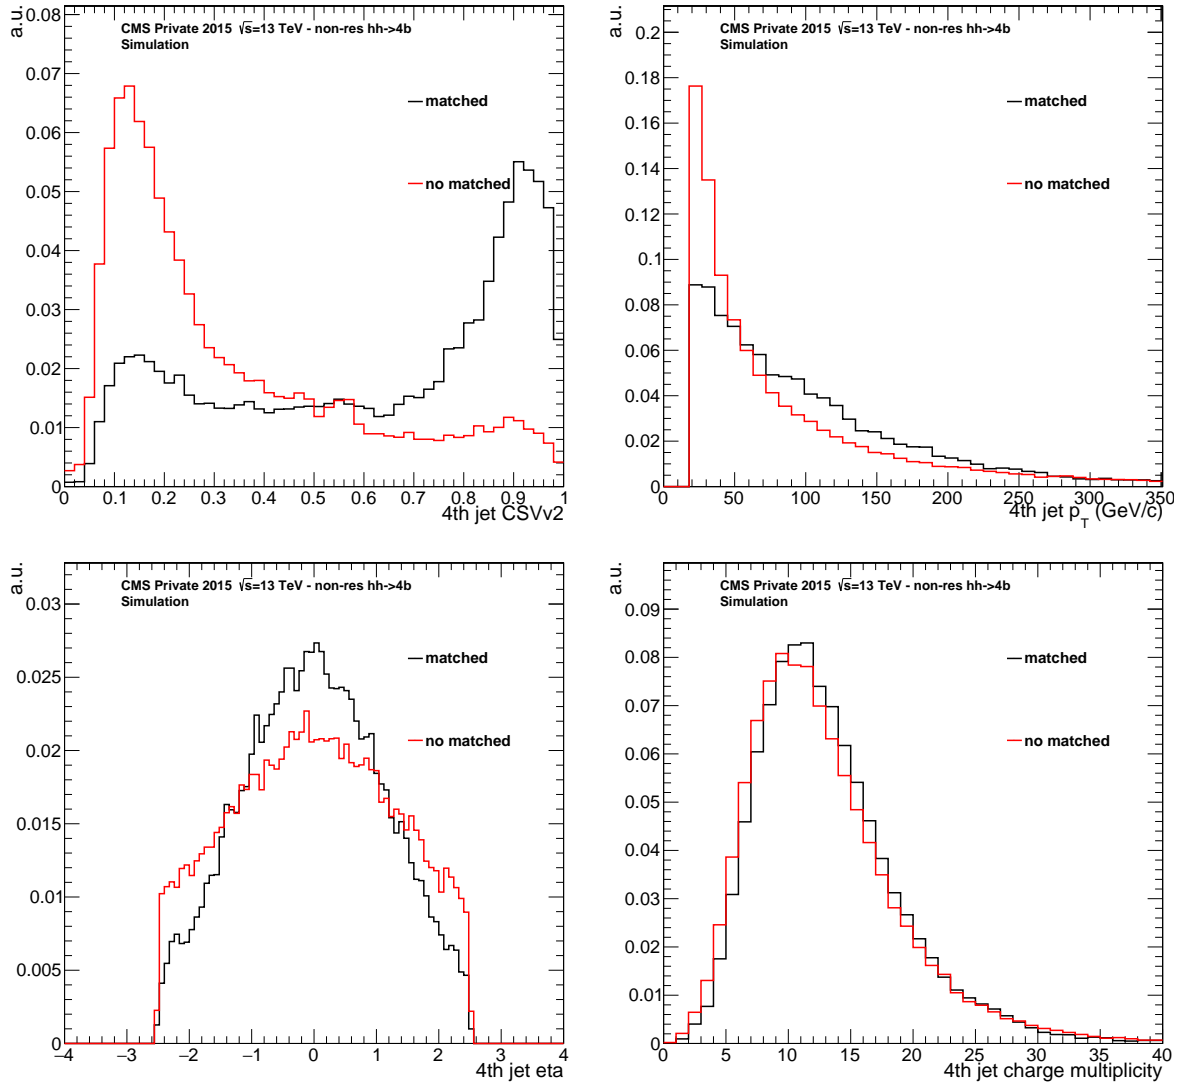 a.u.
0.08
CMS Private 2015 √s=13 TeV - non-res hh->4b
Simulation
0.07
0.06
0.05
0.04
0.03
0.02
0.01
0
matched
no matched
0 0.1 0.2 0.3 0.4 0.5 0.6 0.7 0.8 0.9 1
4th jet CSVv2
a.u.
0.2
CMS Private 2015 √s=13 TeV - non-res hh->4b
Simulation
0.18
0.16
0.14
0.12
0.1
0.08
0.06
0.04
0.02
0
matched
no matched
0 50 100 150 200 250 300 350
4th jet p_T (GeV/c)
a.u.
0.03
CMS Private 2015 √s=13 TeV - non-res hh->4b
Simulation
0.025
0.02
0.015
0.01
0.005
0
matched
no matched
−4 −3 −2 −1 0 1 2 3 4
4th jet eta
a.u.
0.09
CMS Private 2015 √s=13 TeV - non-res hh->4b
Simulation
0.08
0.07
0.06
0.05
0.04
0.03
0.02
0.01
0
matched
no matched
0 5 10 15 20 25 30 35 40
4th jet charge multiplicity